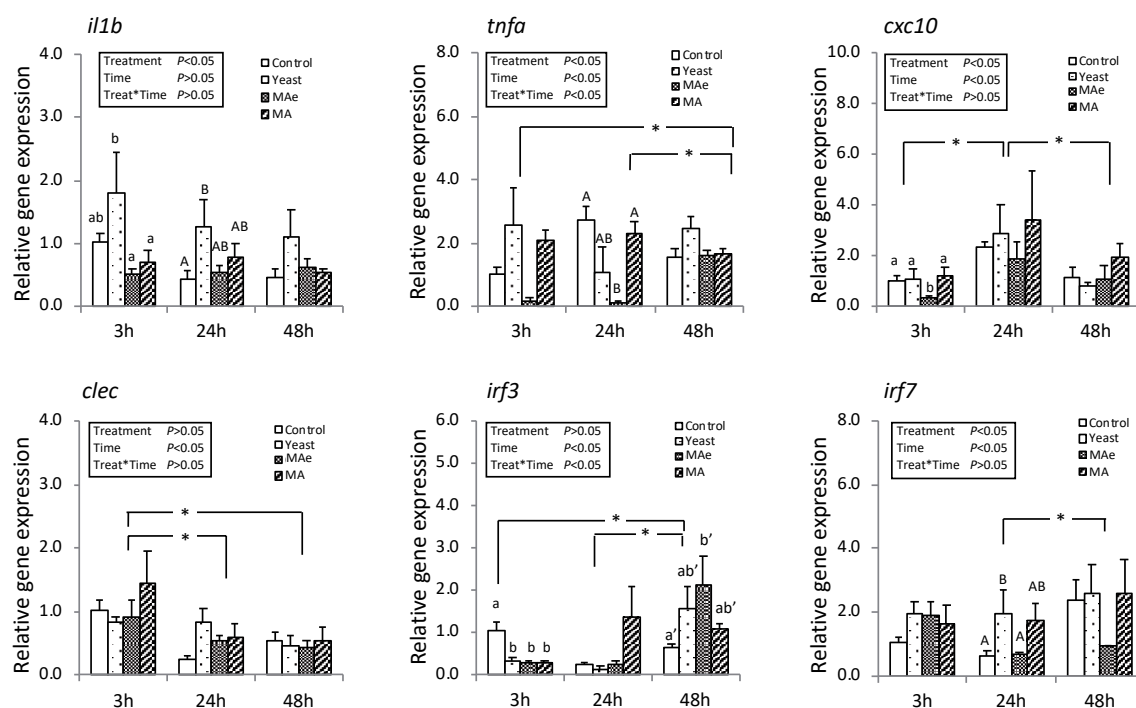 il1b
4.0
3.0
2.0
1.0
0.0
Relative gene expression
Treatment P<0.05
Time P>0.05
Treat*Time P>0.05
Control
Yeast
MAe
MA
ab
b
a
a
A
B
AB
AB
3h 24h 48h
tnfa
8.0
6.0
4.0
2.0
0.0
Relative gene expression
Treatment P<0.05
Time P<0.05
Treat*Time P<0.05
Control
Yeast
MAe
MA
*
*
A
AB
B
A
3h 24h 48h
cxc10
10.0
8.0
6.0
4.0
2.0
0.0
Relative gene expression
Treatment P<0.05
Time P<0.05
Treat*Time P>0.05
Control
Yeast
MAe
MA
* *
a a b a
3h 24h 48h
clec
4.0
3.0
2.0
1.0
0.0
Relative gene expression
Treatment P>0.05
Time P<0.05
Treat*Time P>0.05
Control
Yeast
MAe
MA
*
*
3h 24h 48h
irf3
6.0
5.0
4.0
3.0
2.0
1.0
0.0
Relative gene expression
Treatment P>0.05
Time P<0.05
Treat*Time P<0.05
Control
Yeast
MAe
MA
*
*
a
b b b
a’
ab’
b’
ab’
3h 24h 48h
irf7
8.0
6.0
4.0
2.0
0.0
Relative gene expression
Treatment P<0.05
Time P<0.05
Treat*Time P>0.05
Control
Yeast
MAe
MA
*
A
B
A
AB
3h 24h 48h